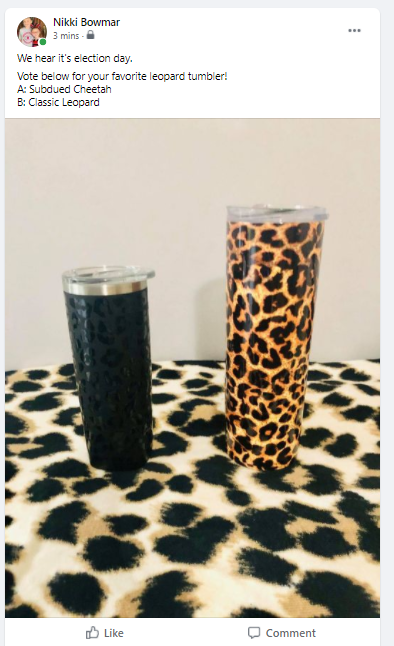 Nikki Bowmar
3 mins ·
We hear it's election day.
Vote below for your favorite leopard tumbler!
A: Subdued Cheetah
B: Classic Leopard
Like
Comment